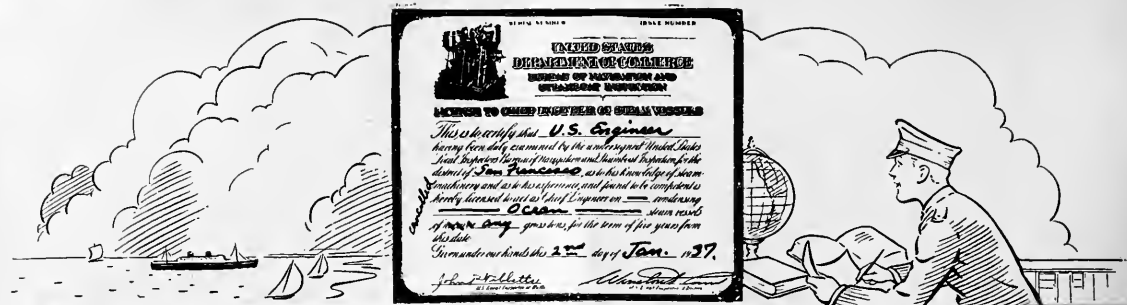 SERIAL NUMBER ISSUE NUMBER
UNITED STATES
DEPARTMENT OF COMMERCE
BUREAU OF NAVIGATION AND
STEAMBOAT INSPECTION
LICENSE TO CHIEF ENGINEER OF STEAM VESSELS
This is to certify that U.S. Engineer
having been duly examined by the undersigned United States
Local Inspectors Bureau of Navigation and Steamboat Inspection for the
district of San Francisco, as to his knowledge of steam
machinery and as to his experience, and found to be competent is
hereby licensed to act as Chief Engineer on condensing
Ocean steam vessels
of any gross tons, for the term of five years from
this date
Given under our hands this 2nd day of Jan. 1937.
cancelled
John